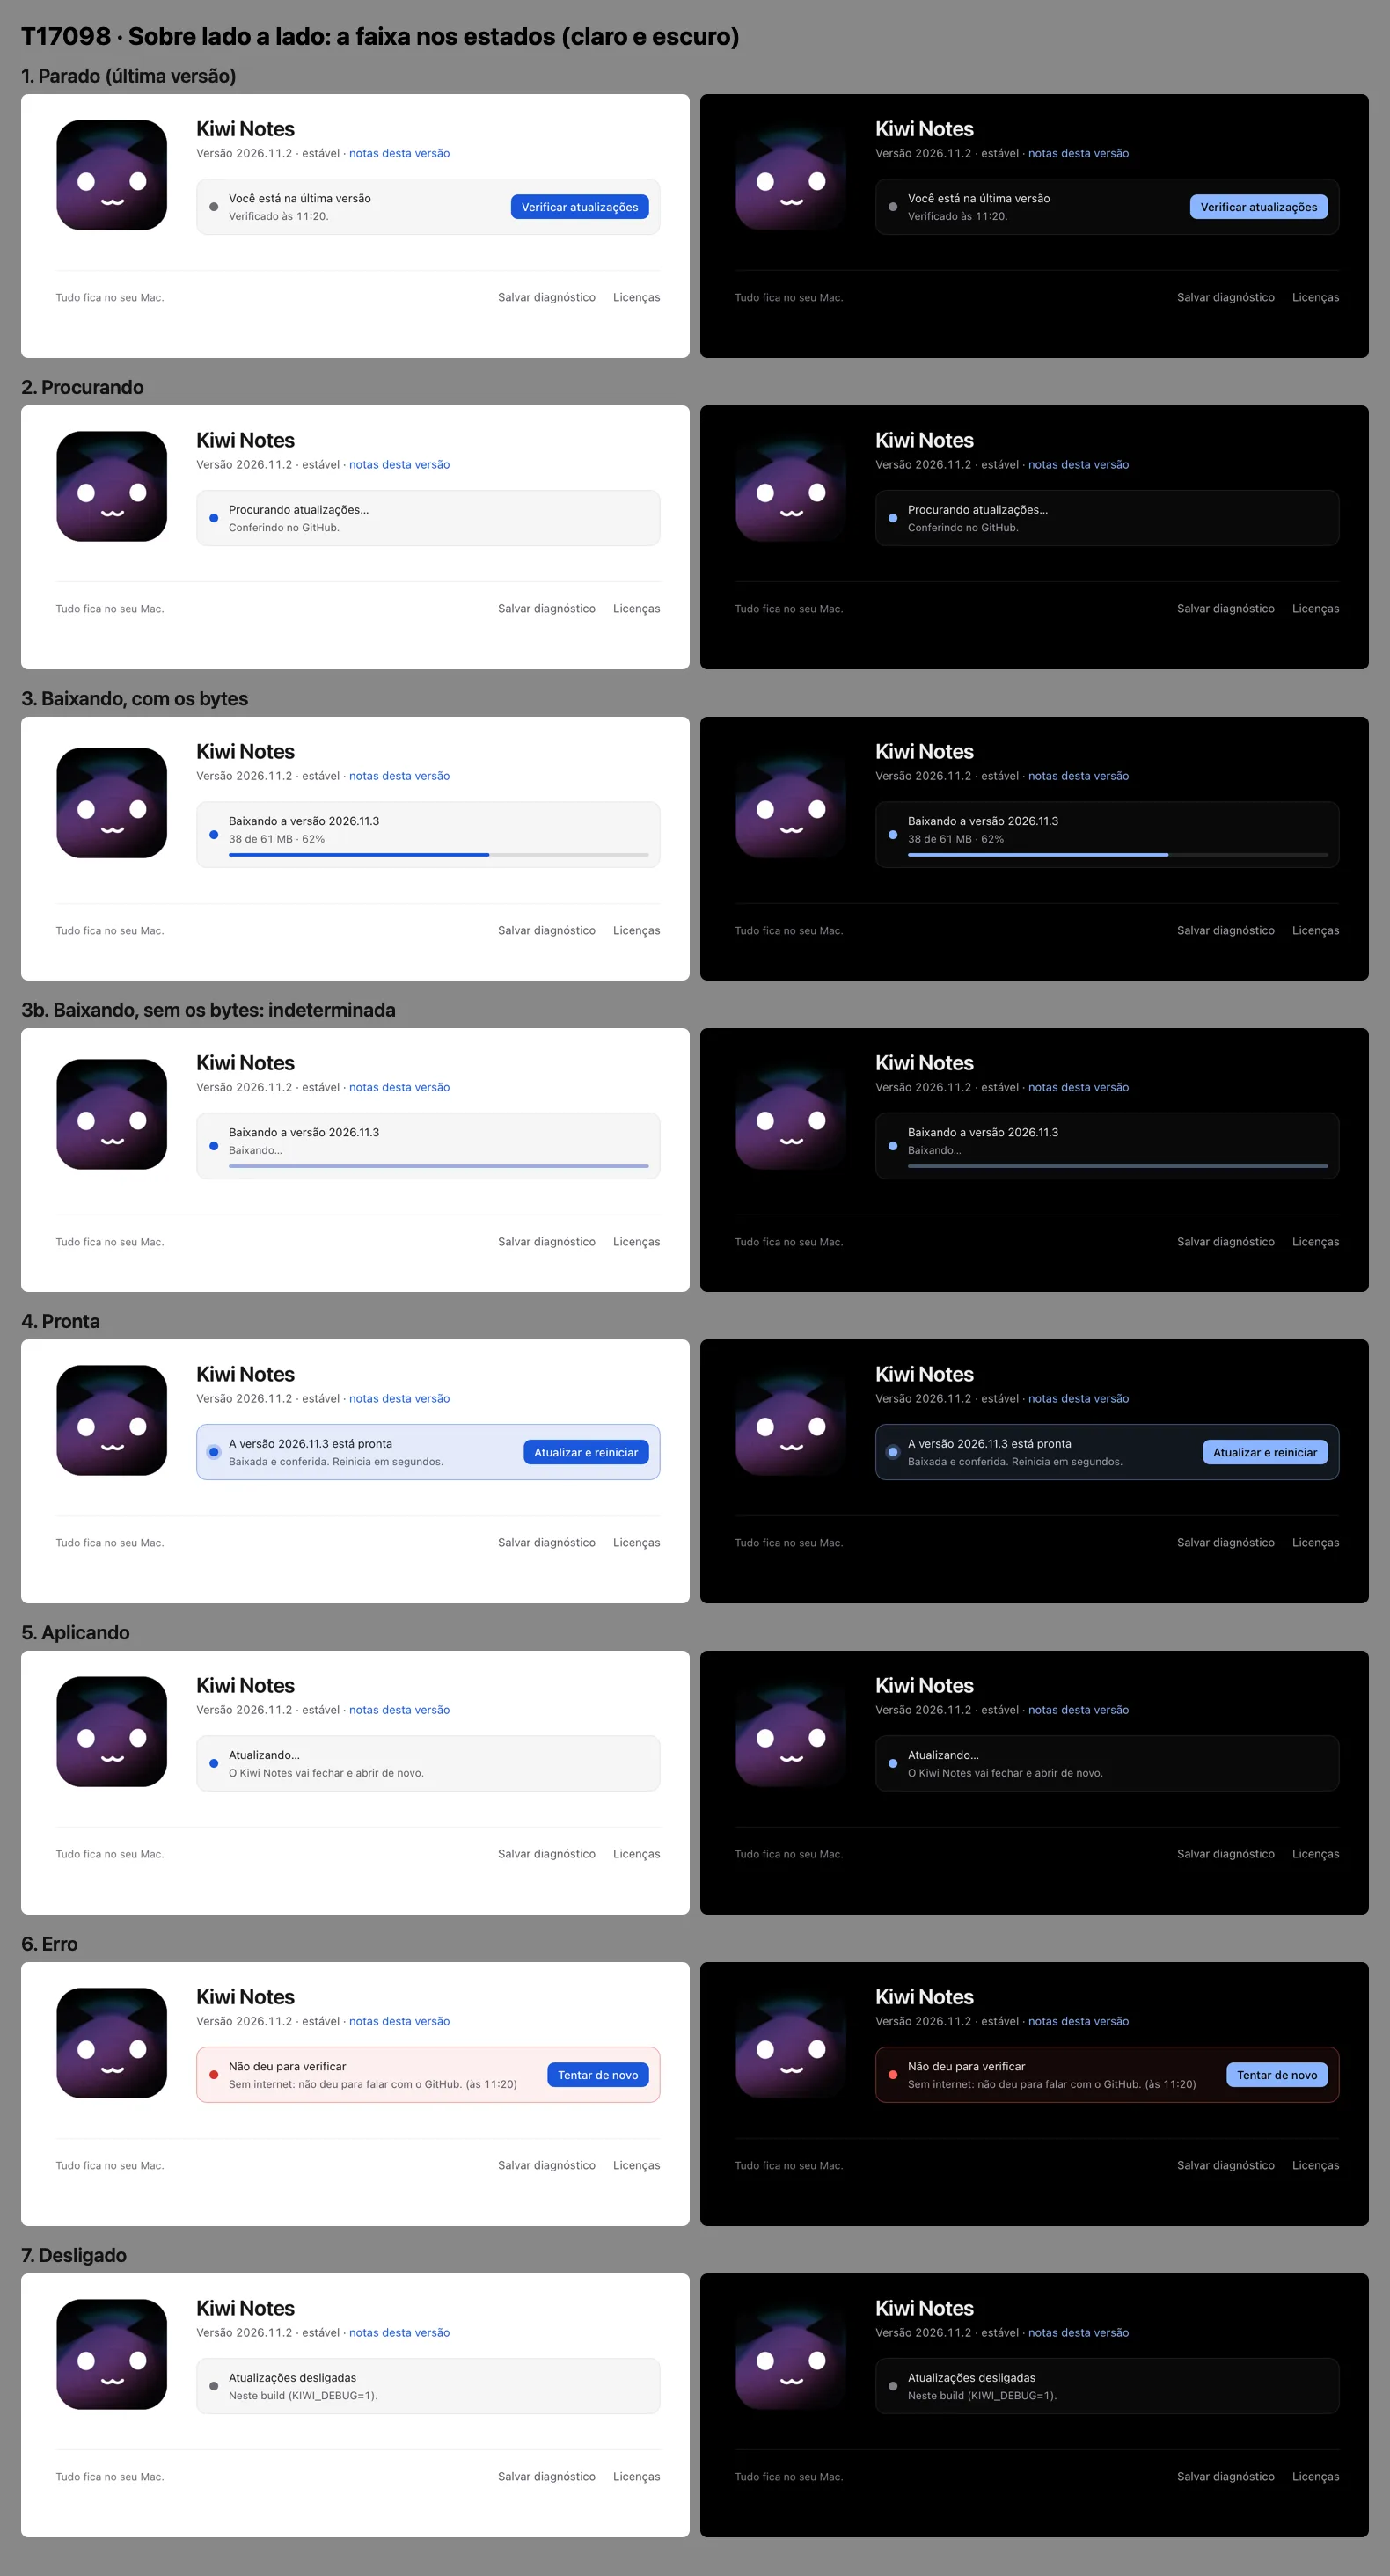 T17098 · Sobre lado a lado: a faixa nos estados (claro e escuro)
1. Parado (última versão)
Kiwi Notes
Versão 2026.11.2 · estável · notas desta versão
Você está na última versão
Verificado às 11:20.
Verificar atualizações
Tudo fica no seu Mac.
Salvar diagnóstico
Licenças
Kiwi Notes
Versão 2026.11.2 · estável · notas desta versão
Você está na última versão
Verificado às 11:20.
Verificar atualizações
Tudo fica no seu Mac.
Salvar diagnóstico
Licenças
2. Procurando
Kiwi Notes
Versão 2026.11.2 · estável · notas desta versão
Procurando atualizações...
Conferindo no GitHub.
Tudo fica no seu Mac.
Salvar diagnóstico
Licenças
Kiwi Notes
Versão 2026.11.2 · estável · notas desta versão
Procurando atualizações...
Conferindo no GitHub.
Tudo fica no seu Mac.
Salvar diagnóstico
Licenças
3. Baixando, com os bytes
Kiwi Notes
Versão 2026.11.2 · estável · notas desta versão
Baixando a versão 2026.11.3
38 de 61 MB · 62%
Tudo fica no seu Mac.
Salvar diagnóstico
Licenças
Kiwi Notes
Versão 2026.11.2 · estável · notas desta versão
Baixando a versão 2026.11.3
38 de 61 MB · 62%
Tudo fica no seu Mac.
Salvar diagnóstico
Licenças
3b. Baixando, sem os bytes: indeterminada
Kiwi Notes
Versão 2026.11.2 · estável · notas desta versão
Baixando a versão 2026.11.3
Baixando...
Tudo fica no seu Mac.
Salvar diagnóstico
Licenças
Kiwi Notes
Versão 2026.11.2 · estável · notas desta versão
Baixando a versão 2026.11.3
Baixando...
Tudo fica no seu Mac.
Salvar diagnóstico
Licenças
4. Pronta
Kiwi Notes
Versão 2026.11.2 · estável · notas desta versão
A versão 2026.11.3 está pronta
Baixada e conferida. Reinicia em segundos.
Atualizar e reiniciar
Tudo fica no seu Mac.
Salvar diagnóstico
Licenças
Kiwi Notes
Versão 2026.11.2 · estável · notas desta versão
A versão 2026.11.3 está pronta
Baixada e conferida. Reinicia em segundos.
Atualizar e reiniciar
Tudo fica no seu Mac.
Salvar diagnóstico
Licenças
5. Aplicando
Kiwi Notes
Versão 2026.11.2 · estável · notas desta versão
Atualizando...
O Kiwi Notes vai fechar e abrir de novo.
Tudo fica no seu Mac.
Salvar diagnóstico
Licenças
Kiwi Notes
Versão 2026.11.2 · estável · notas desta versão
Atualizando...
O Kiwi Notes vai fechar e abrir de novo.
Tudo fica no seu Mac.
Salvar diagnóstico
Licenças
6. Erro
Kiwi Notes
Versão 2026.11.2 · estável · notas desta versão
Não deu para verificar
Sem internet: não deu para falar com o GitHub. (às 11:20)
Tentar de novo
Tudo fica no seu Mac.
Salvar diagnóstico
Licenças
Kiwi Notes
Versão 2026.11.2 · estável · notas desta versão
Não deu para verificar
Sem internet: não deu para falar com o GitHub. (às 11:20)
Tentar de novo
Tudo fica no seu Mac.
Salvar diagnóstico
Licenças
7. Desligado
Kiwi Notes
Versão 2026.11.2 · estável · notas desta versão
Atualizações desligadas
Neste build (KIWI_DEBUG=1).
Tudo fica no seu Mac.
Salvar diagnóstico
Licenças
Kiwi Notes
Versão 2026.11.2 · estável · notas desta versão
Atualizações desligadas
Neste build (KIWI_DEBUG=1).
Tudo fica no seu Mac.
Salvar diagnóstico
Licenças